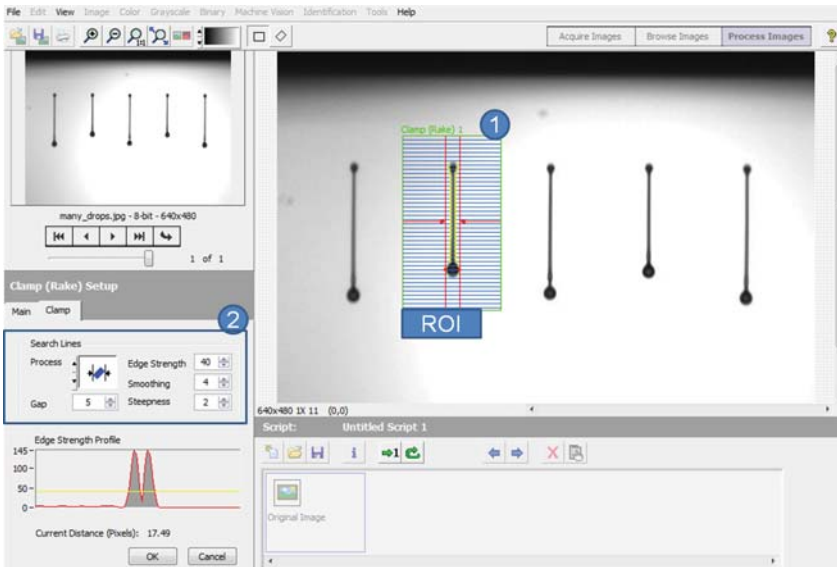 File Edit View Image Color Grayscale Binary Machine Vision Identification Tools Help
Acquire Images Browse Images Process Images
Clamp (Rake) 1
1
many_drops.jpg - 8-bit - 640x480
1 of 1
Clamp (Rake) Setup
Main Clamp
2
ROI
Search Lines
Process
Edge Strength 40
Smoothing 4
Gap 5
Steepness 2
640x480 1X 11 (0,0)
Script: Untitled Script 1
Edge Strength Profile
145
100
50
0
Original Image
Current Distance (Pixels): 17.49
OK Cancel